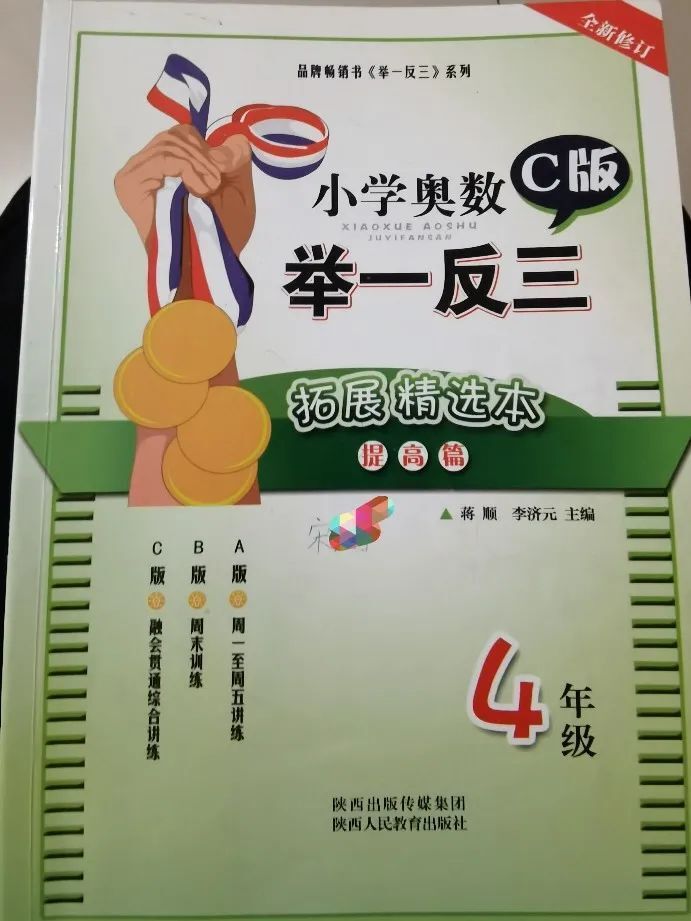 全新修订
品牌畅销书《举一反三》系列
小学奥数 C版
XIAOXUE AOSHU
JUYIFANSAN
举一反三
拓展精选本
提高篇
▲ 蒋 顺 李济元 主编
宋
A版 周一至周五讲练
B版 周末训练
C版 融会贯通综合讲练
4年级
陕西出版传媒集团
陕西人民教育出版社